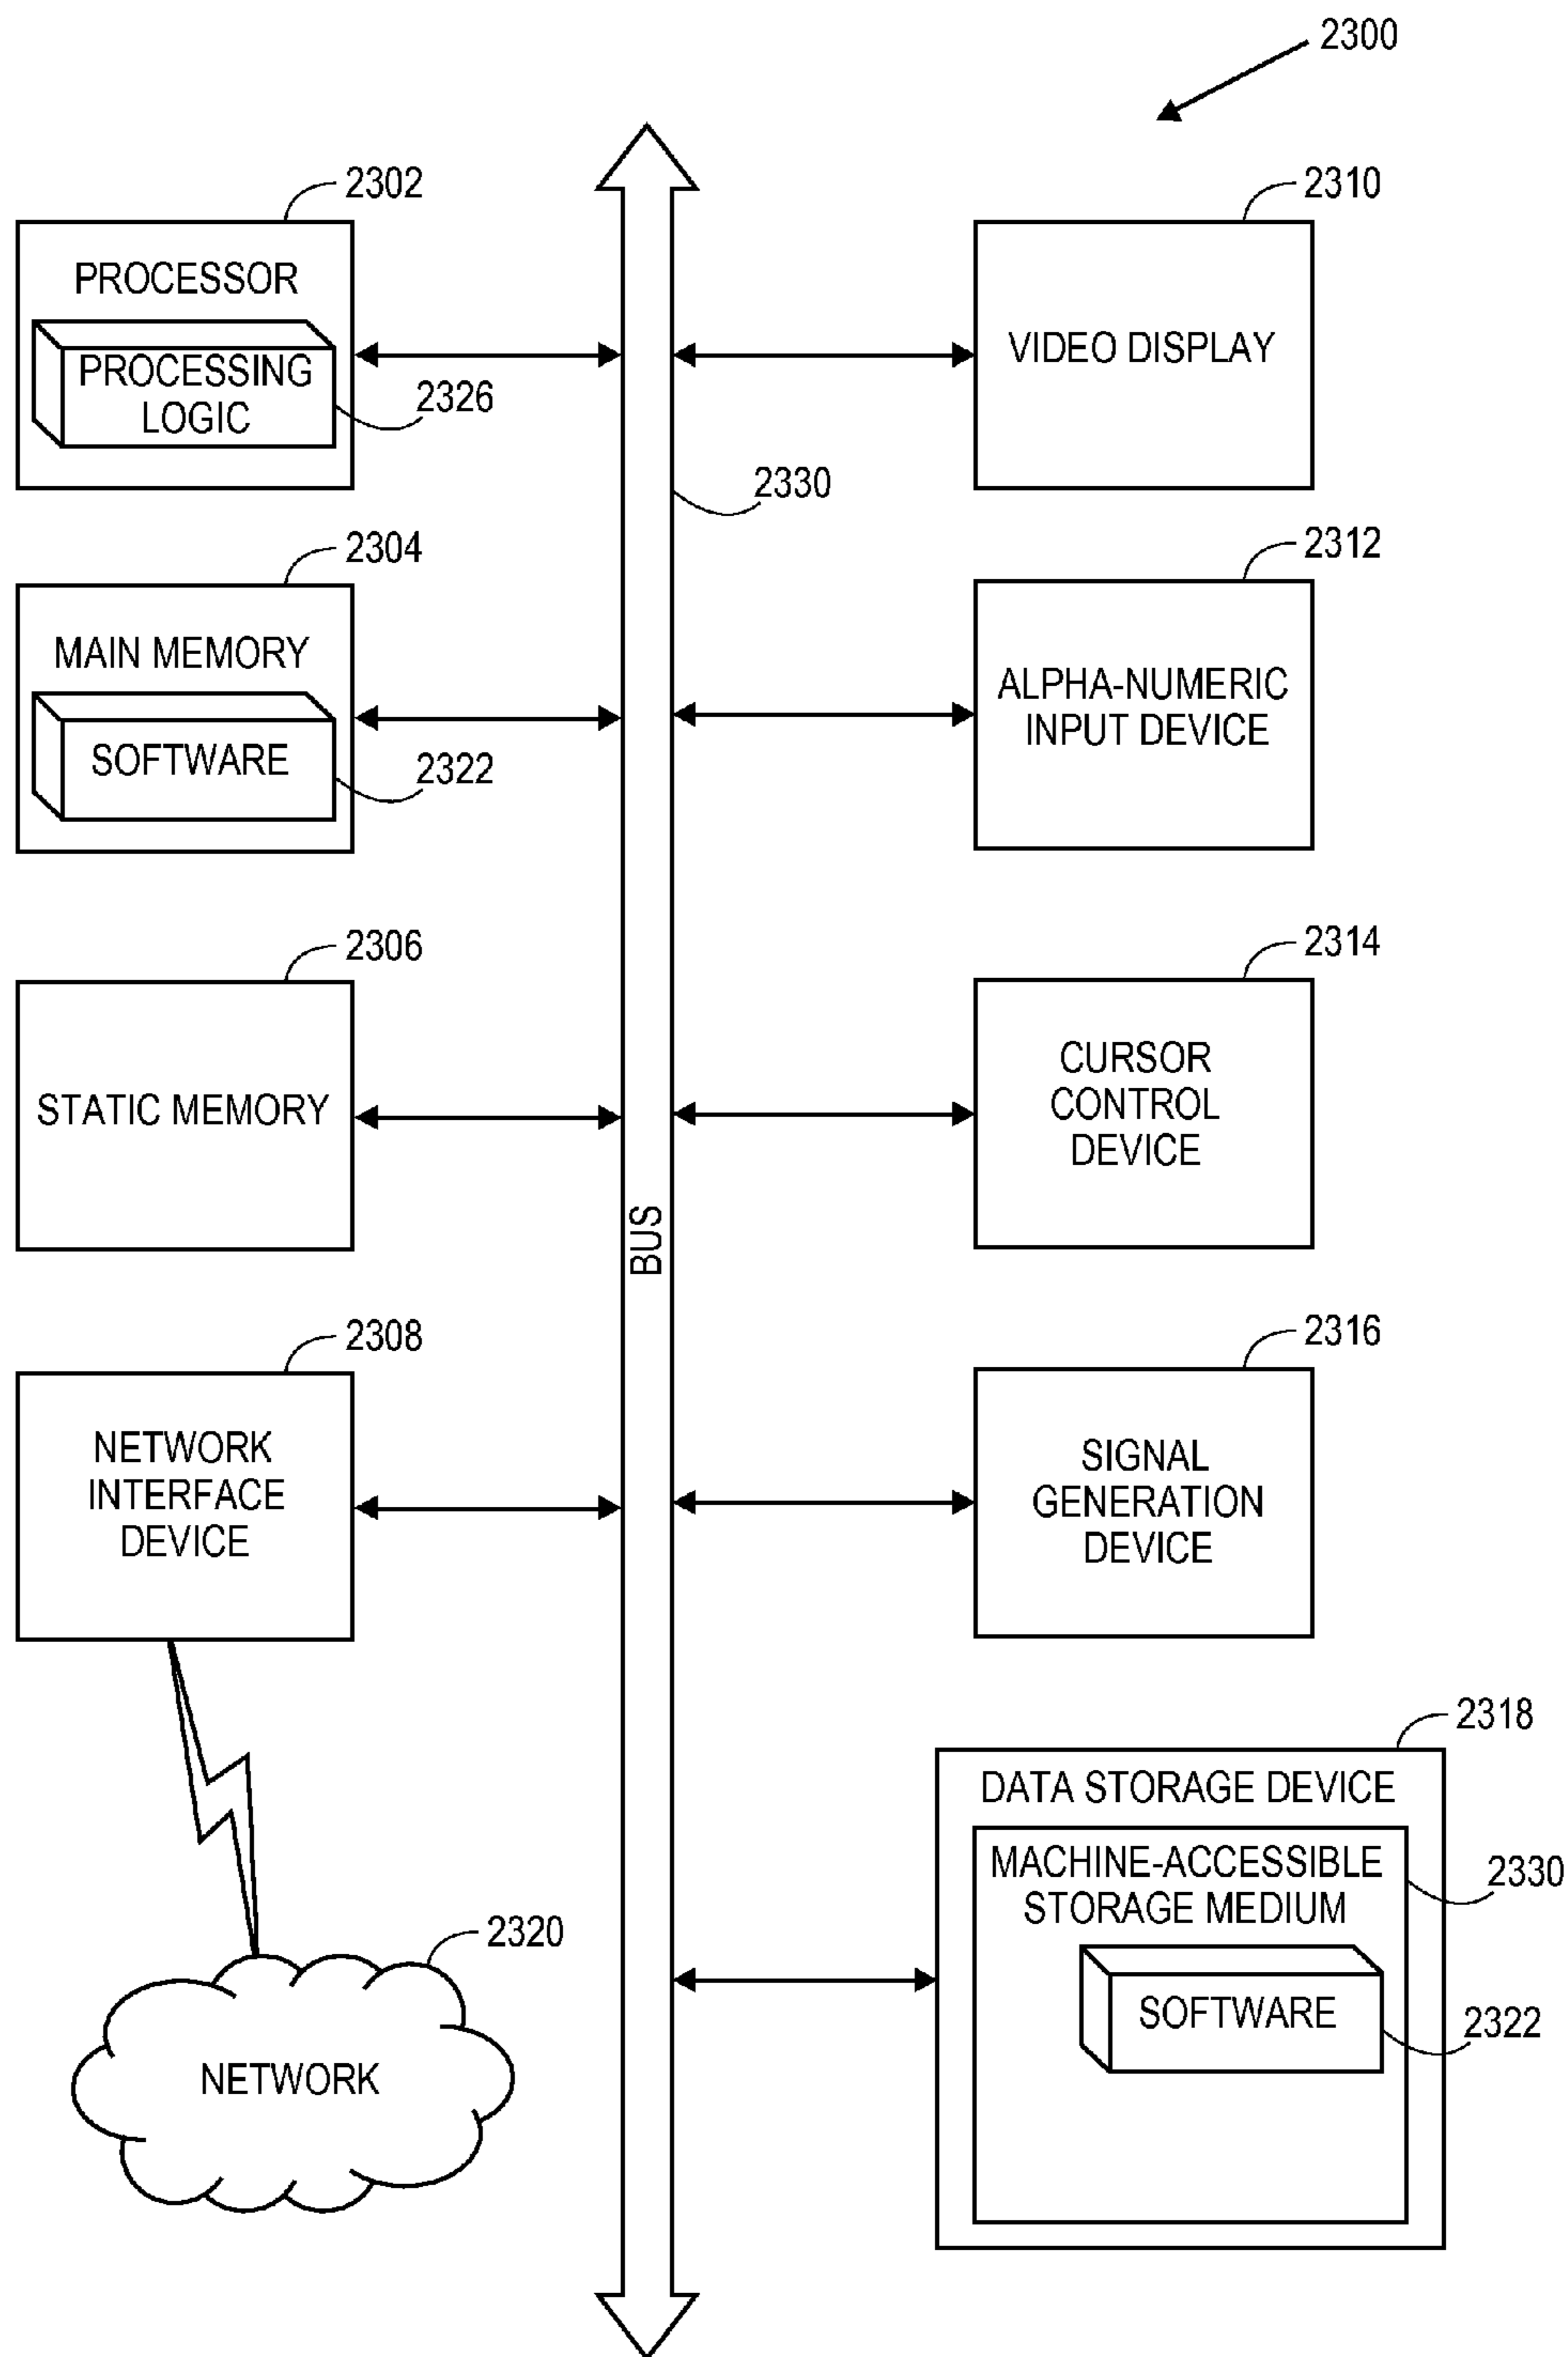 2300
2302
PROCESSOR
PROCESSING
LOGIC
2326
2310
VIDEO DISPLAY
2330
2304
MAIN MEMORY
SOFTWARE
2322
2312
ALPHA-NUMERIC
INPUT DEVICE
2306
STATIC MEMORY
2314
CURSOR
CONTROL
DEVICE
BUS
2308
NETWORK
INTERFACE
DEVICE
2316
SIGNAL
GENERATION
DEVICE
2318
DATA STORAGE DEVICE
MACHINE-ACCESSIBLE
STORAGE MEDIUM
2330
SOFTWARE
2322
2320
NETWORK